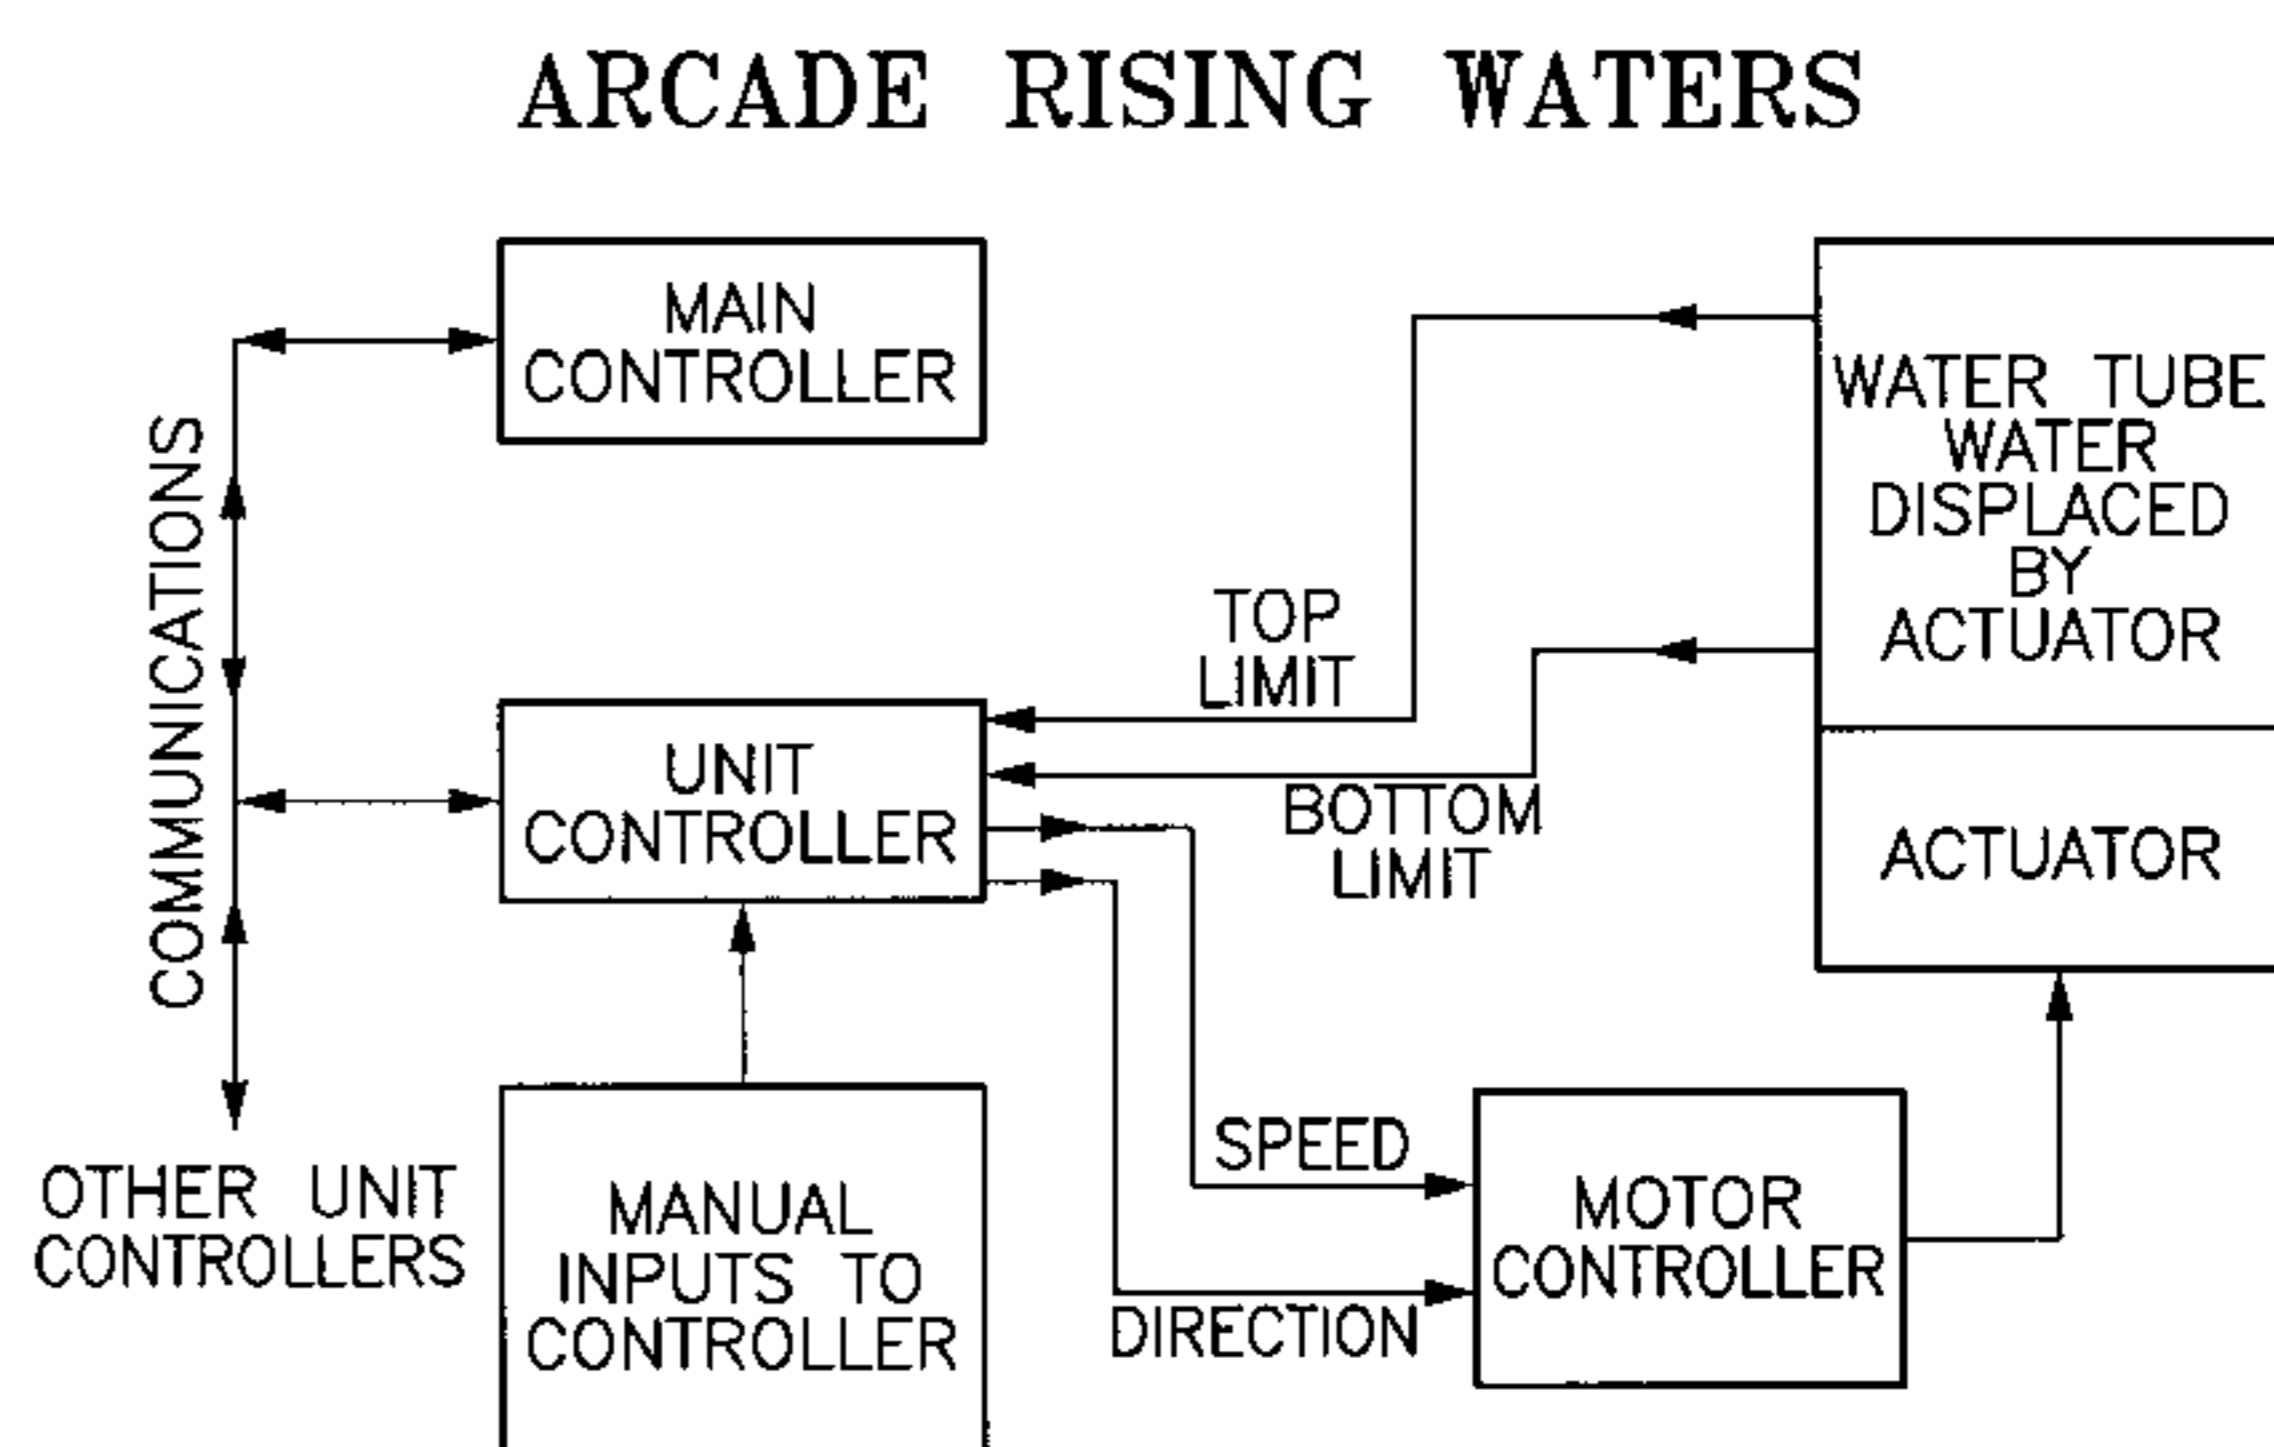 ARCADE RISING WATERS
MAIN
CONTROLLER
WATER TUBE
WATER
DISPLACED
BY
ACTUATOR
COMMUNICATIONS
TOP
LIMIT
UNIT
CONTROLLER
BOTTOM
LIMIT
ACTUATOR
OTHER UNIT
CONTROLLERS
MANUAL
INPUTS TO
CONTROLLER
SPEED
DIRECTION
MOTOR
CONTROLLER